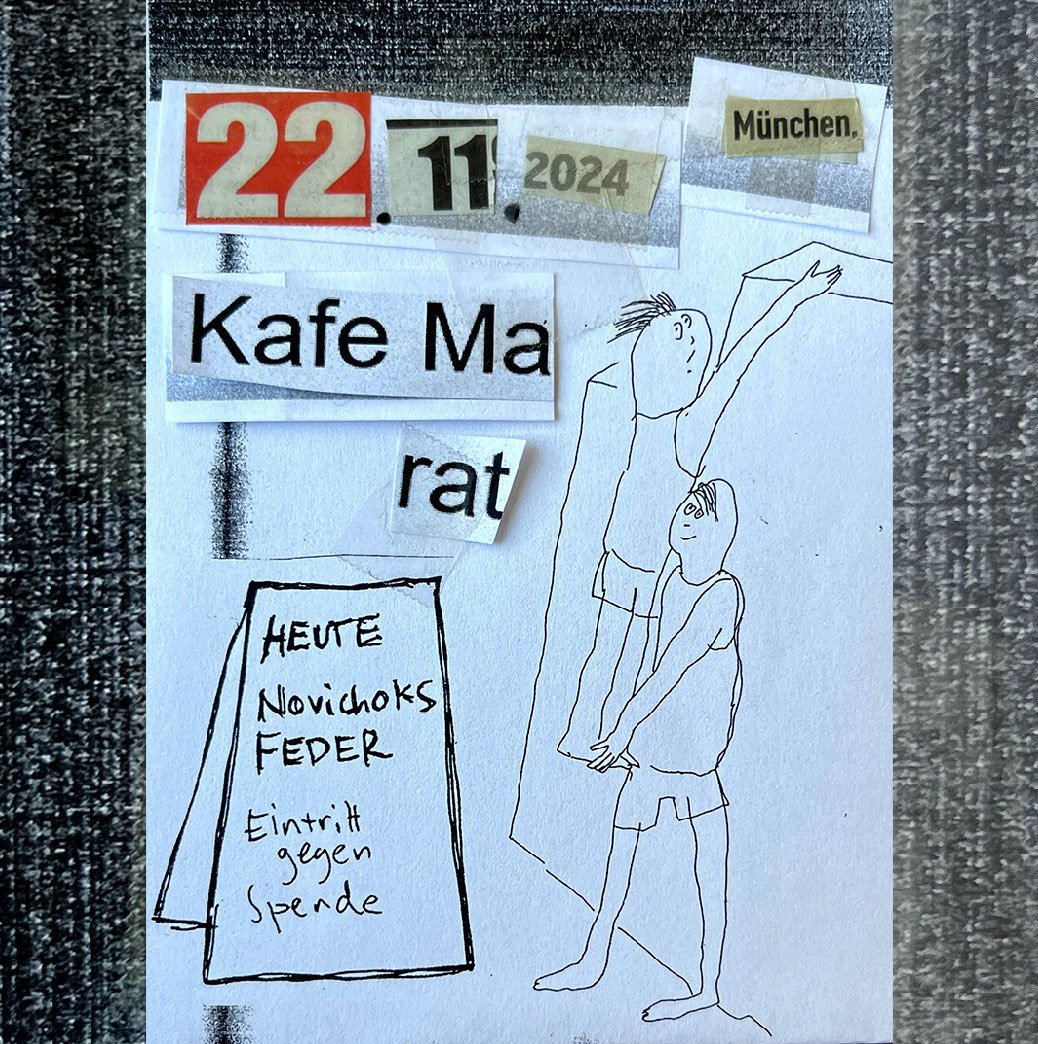 22.11.2024
München,
Kafe Ma
rat
HEUTE
Novichoks
FEDER
Eintritt
gegen
Spende